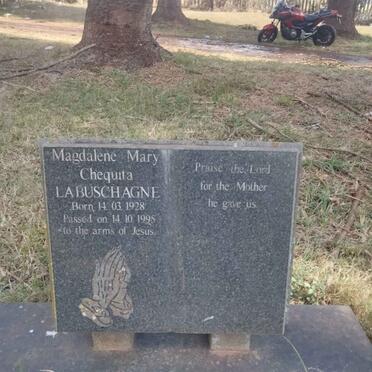 Magdalene Mary
Chequita
LABUSCHAGNE
Born 14 03 1928
Passed on 14 10 1995
to the arms of Jesus.
Praise the Lord
for the Mother
he gave us